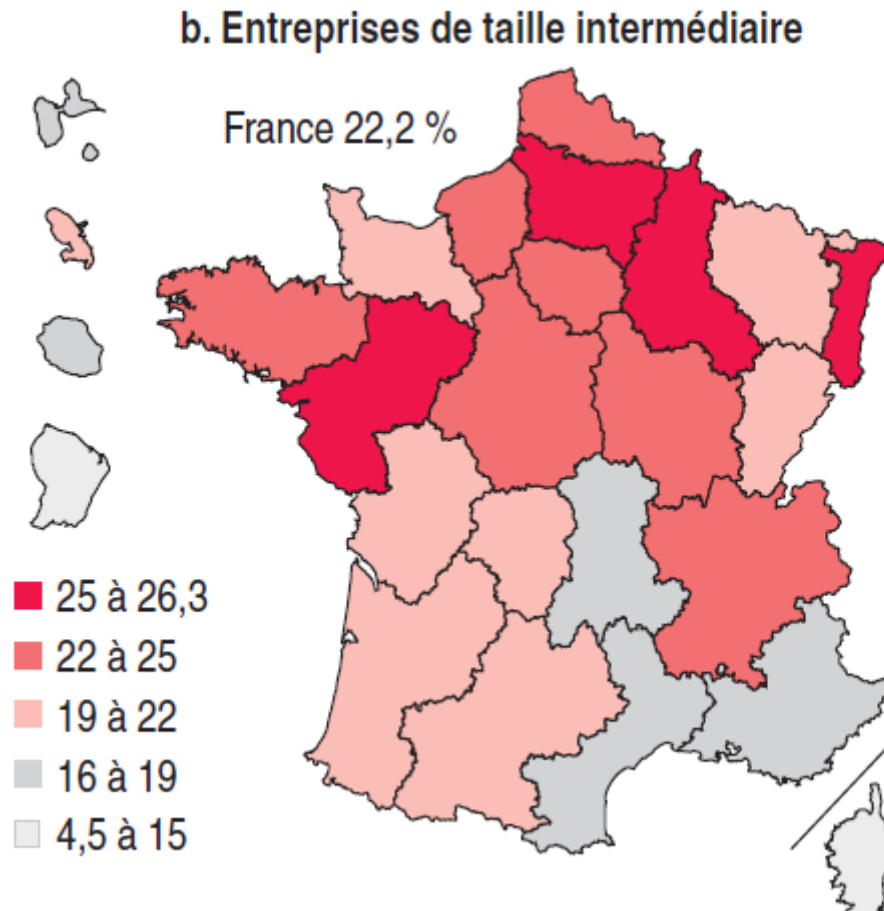 b. Entreprises de taille intermédiaire
France 22,2 %
25 à 26,3
22 à 25
19 à 22
16 à 19
4,5 à 15